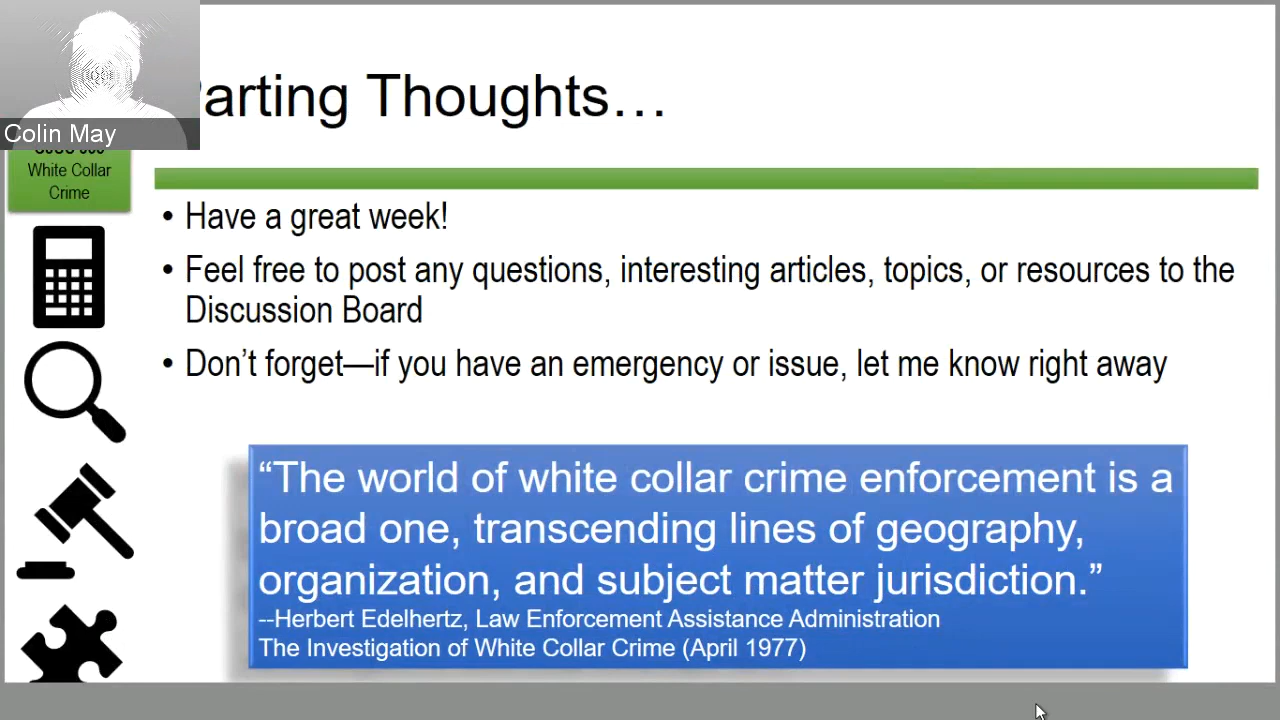 arting Thoughts…
Colin May
White Collar
Crime
• Have a great week!
• Feel free to post any questions, interesting articles, topics, or resources to the
Discussion Board
• Don’t forget—if you have an emergency or issue, let me know right away
“The world of white collar crime enforcement is a
broad one, transcending lines of geography,
organization, and subject matter jurisdiction.”
--Herbert Edelhertz, Law Enforcement Assistance Administration
The Investigation of White Collar Crime (April 1977)